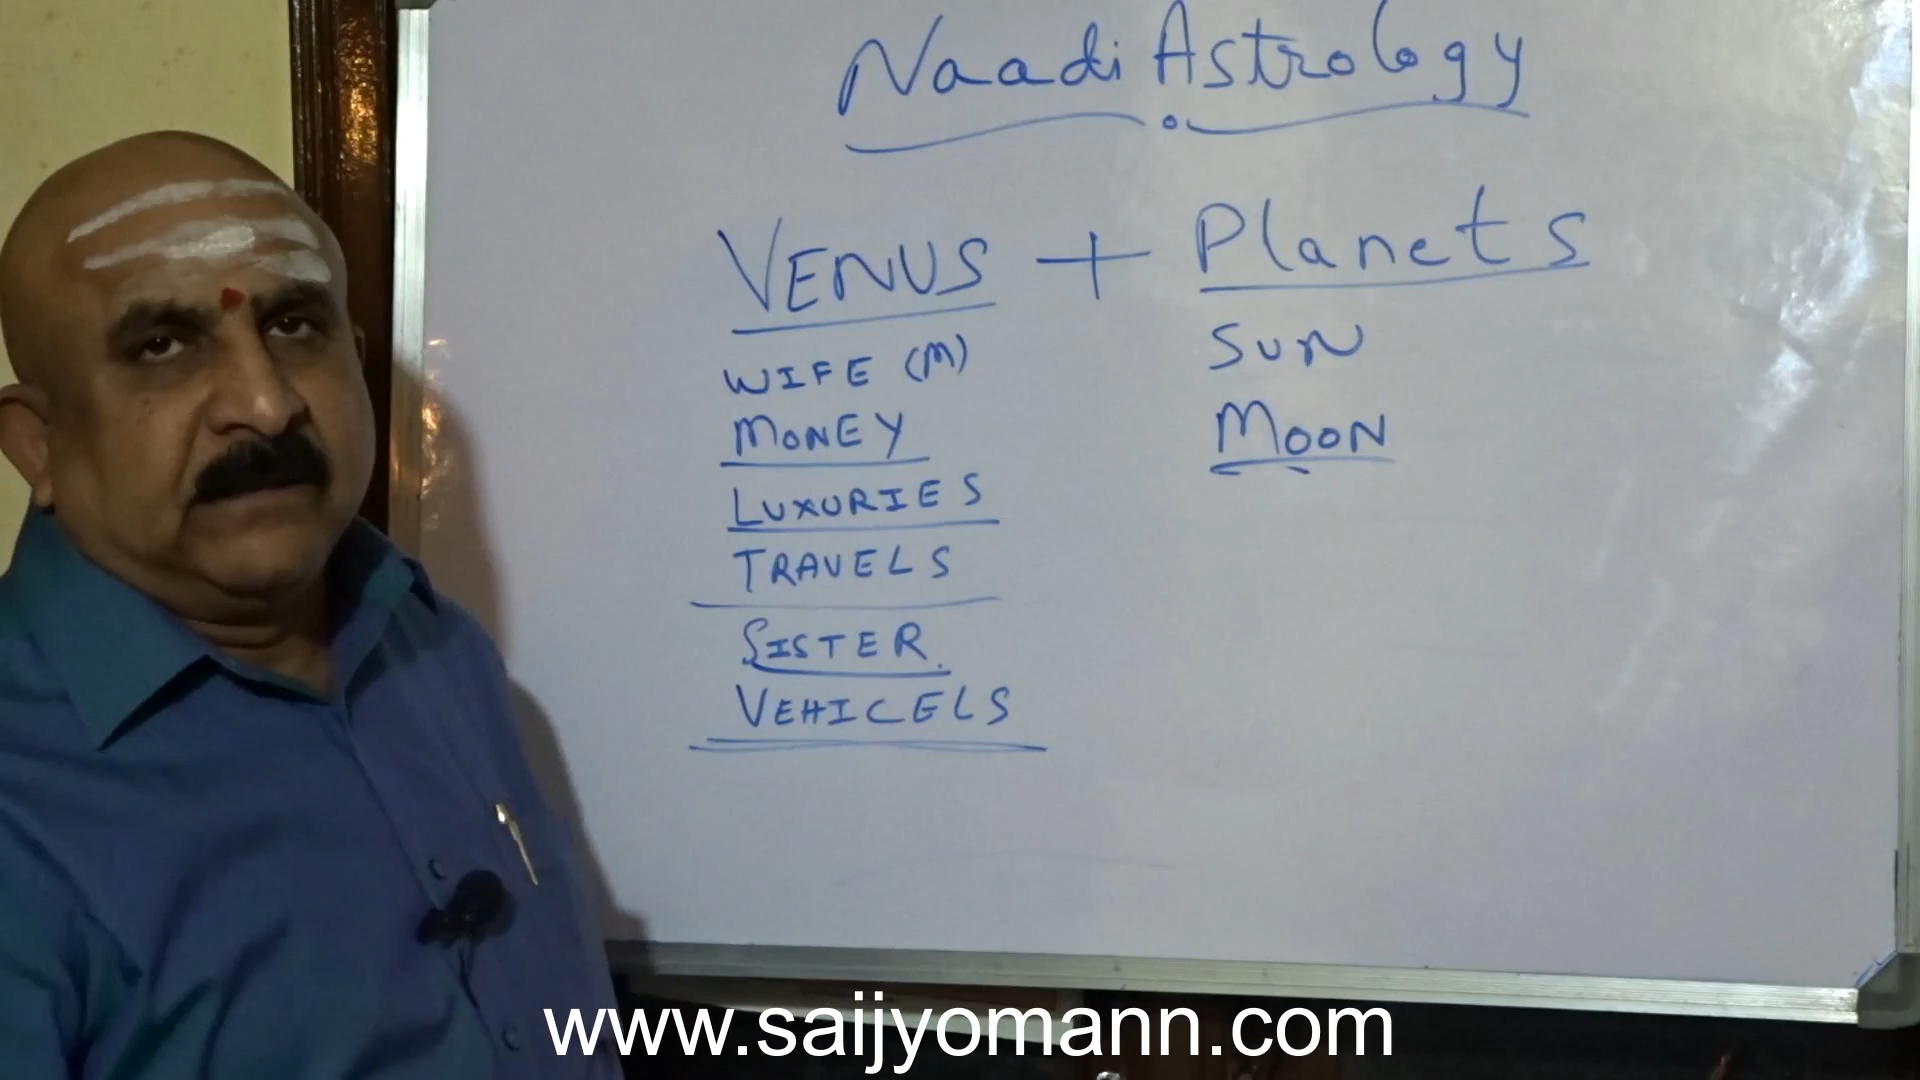 Naadi Astrology
VENUS + Planets
WIFE (M)
SUN
MONEY
MOON
LUXURIES
TRAVELS
SISTER.
VEHICELS
www.saijyomann.com